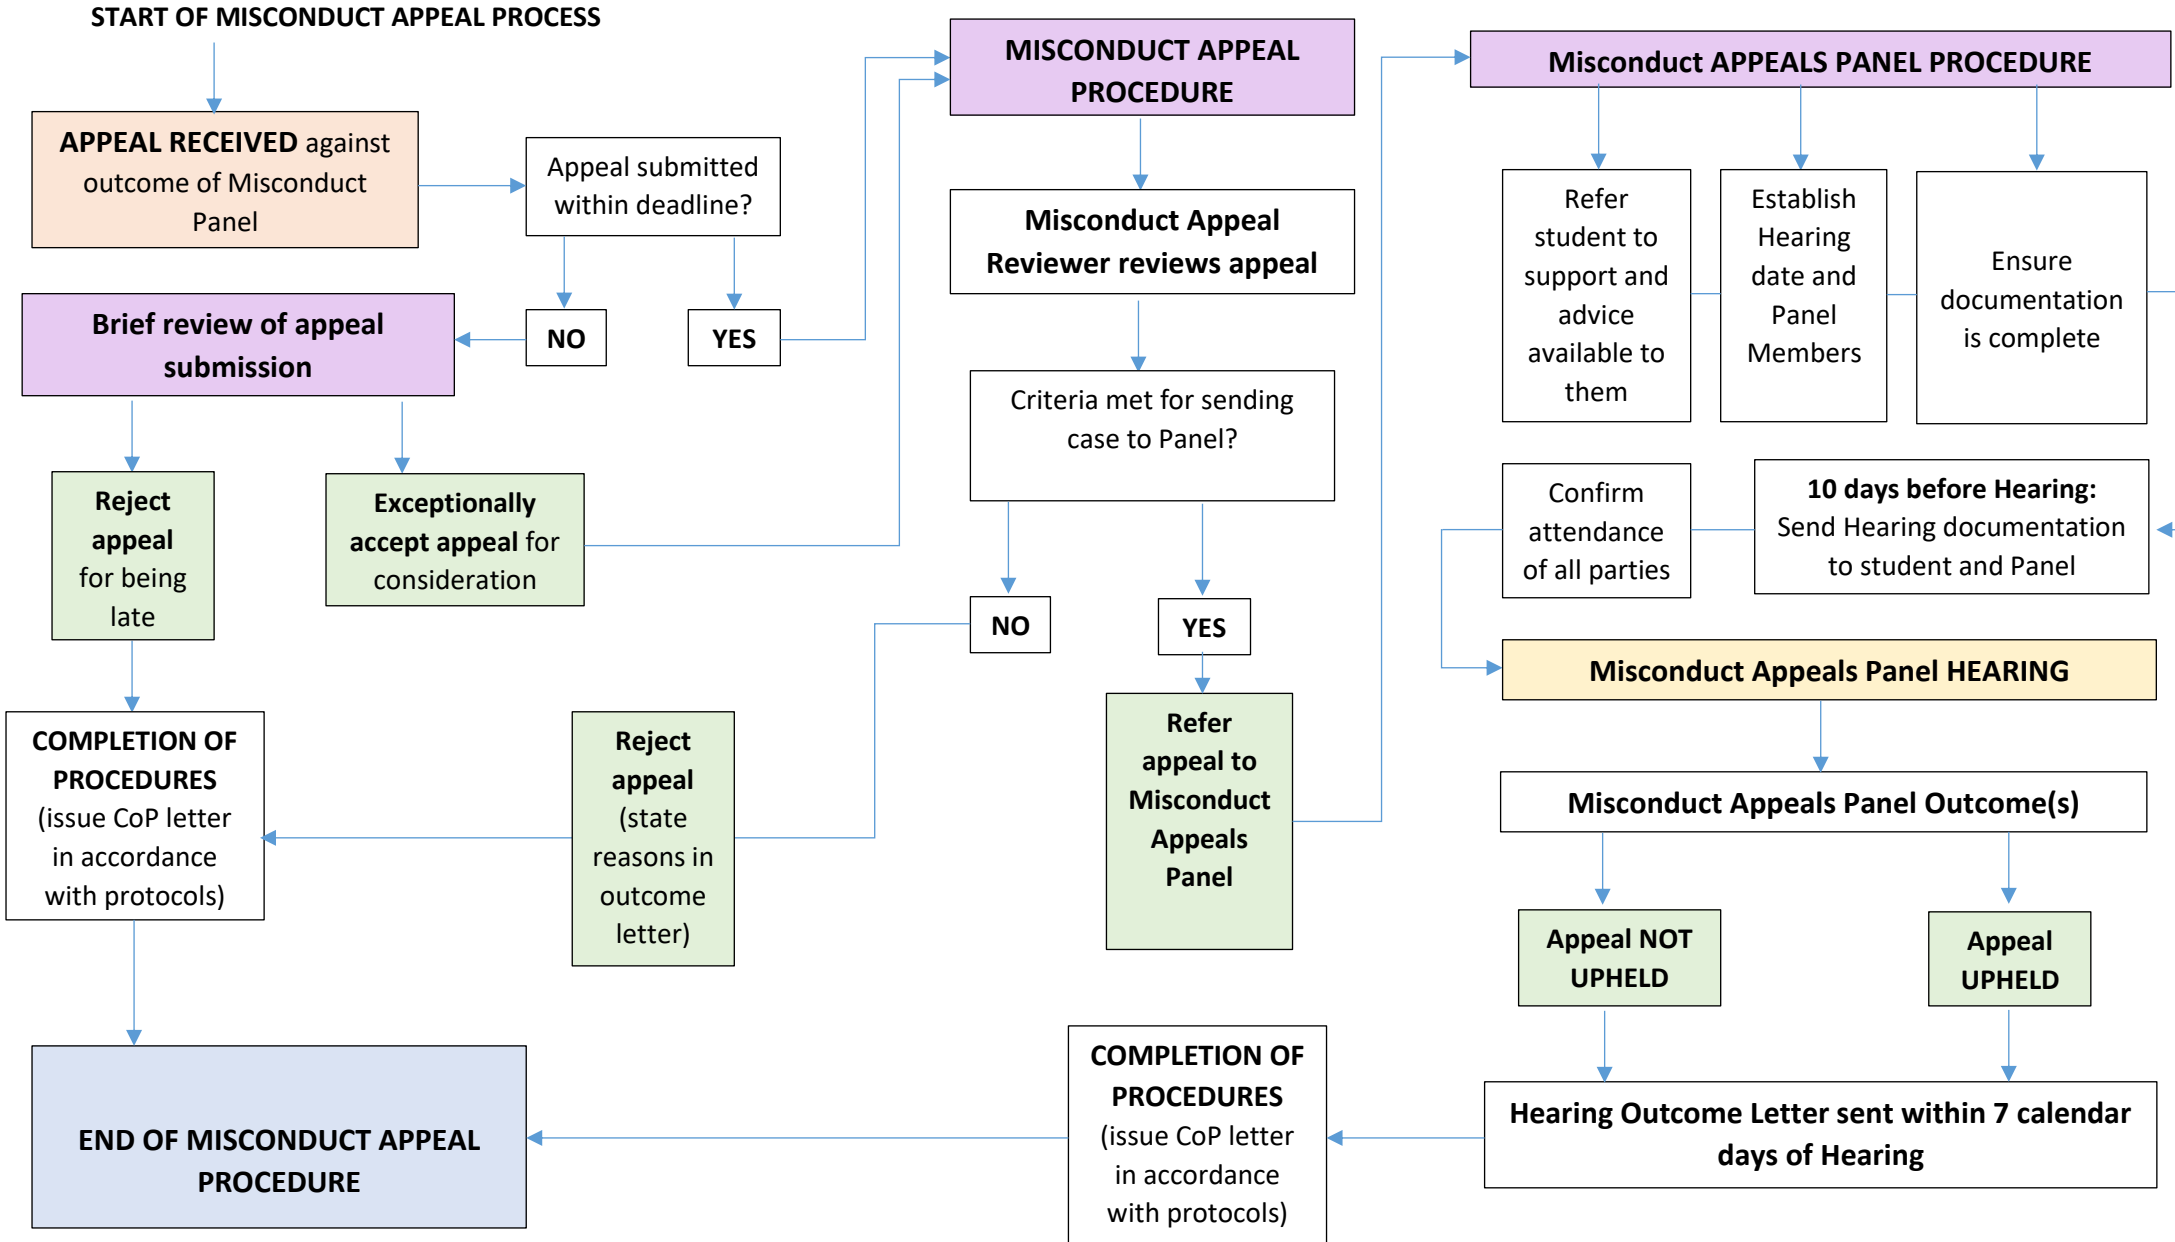 START OF MISCONDUCT APPEAL PROCESS
APPEAL RECEIVED against
outcome of Misconduct
Panel
Appeal submitted
within deadline?
NO
YES
Brief review of appeal
submission
Reject
appeal
for being
late
Exceptionally
accept appeal for
consideration
COMPLETION OF
PROCEDURES
(issue CoP letter
in accordance
with protocols)
Reject
appeal
(state
reasons in
outcome
letter)
END OF MISCONDUCT APPEAL
PROCEDURE
MISCONDUCT APPEAL
PROCEDURE
Misconduct Appeal
Reviewer reviews appeal
Criteria met for sending
case to Panel?
NO
YES
Refer
appeal to
Misconduct
Appeals
Panel
Misconduct APPEALS PANEL PROCEDURE
Refer
student to
support and
advice
available to
them
Establish
Hearing
date and
Panel
Members
Ensure
documentation
is complete
10 days before Hearing:
Send Hearing documentation
to student and Panel
Confirm
attendance
of all parties
Misconduct Appeals Panel HEARING
Misconduct Appeals Panel Outcome(s)
Appeal NOT
UPHELD
Appeal
UPHELD
Hearing Outcome Letter sent within 7 calendar
days of Hearing
COMPLETION OF
PROCEDURES
(issue CoP letter
in accordance
with protocols)